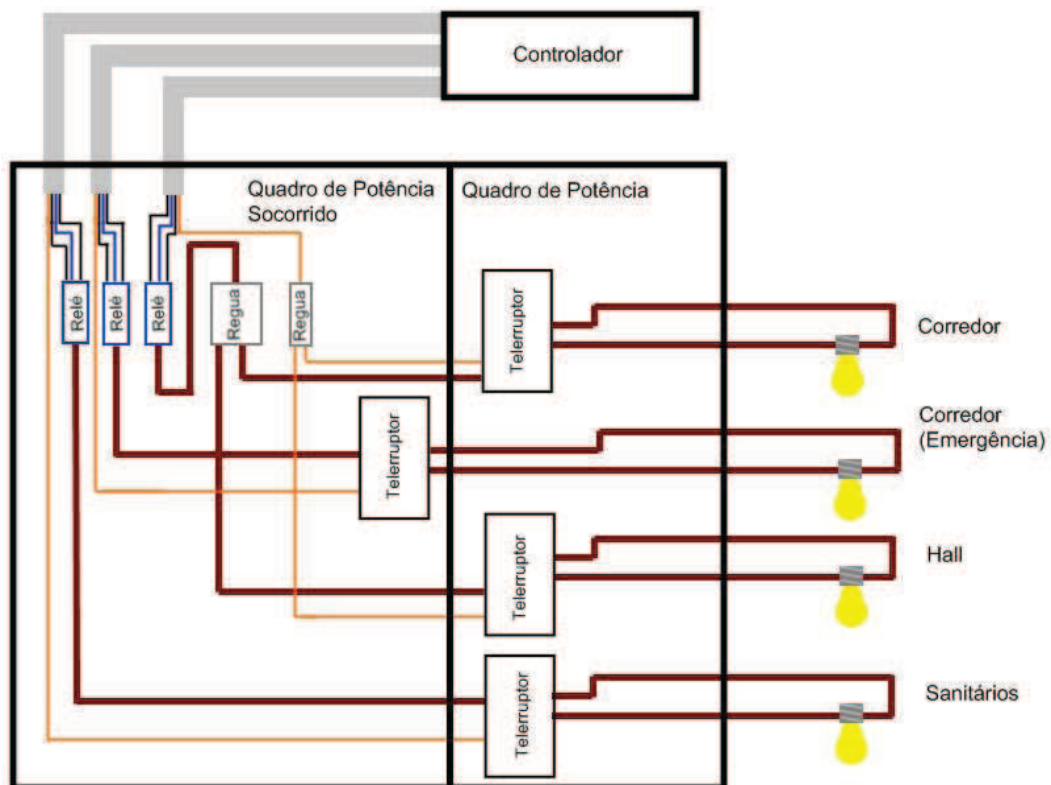 Controlador
Quadro de Potência
Socorrido
Quadro de Potência
Relé
Relé
Relé
Regua
Regua
Telerruptor
Corredor
Telerruptor
Corredor
(Emergência)
Telerruptor
Hall
Telerruptor
Sanitários